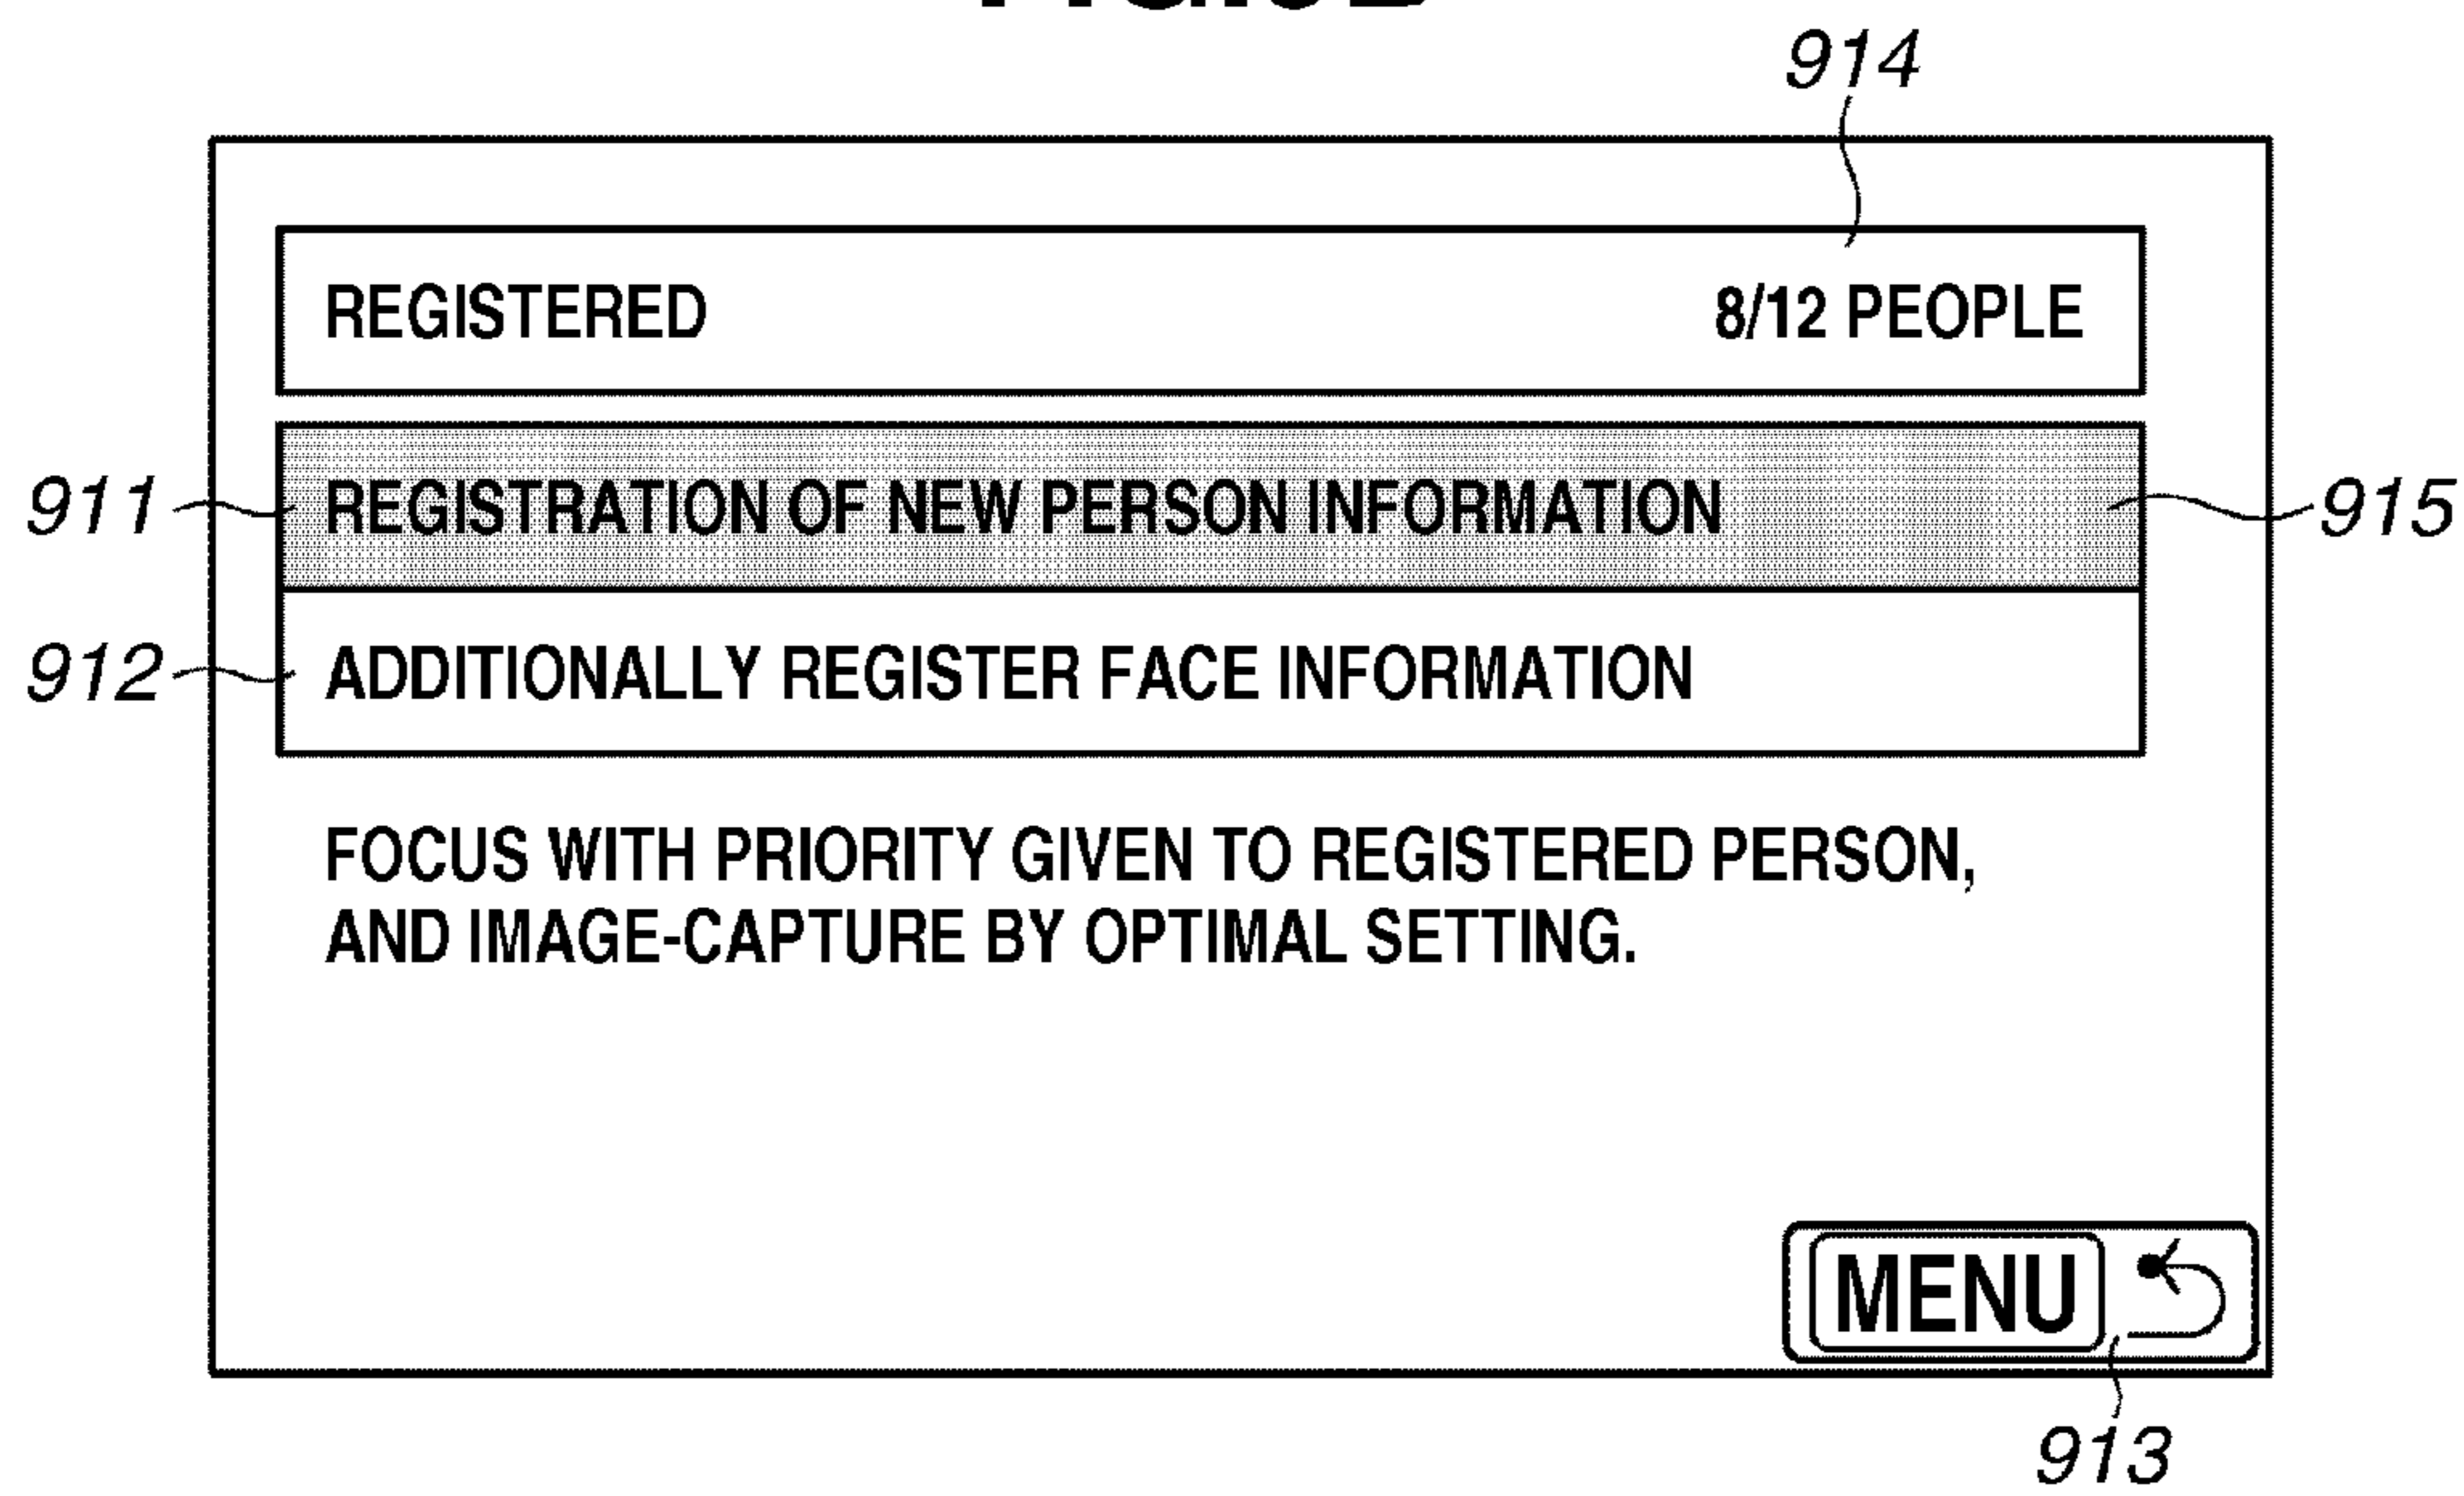 914
REGISTERED 8/12 PEOPLE
911 REGISTRATION OF NEW PERSON INFORMATION 915
912 ADDITIONALLY REGISTER FACE INFORMATION
FOCUS WITH PRIORITY GIVEN TO REGISTERED PERSON,
AND IMAGE-CAPTURE BY OPTIMAL SETTING.
MENU
913